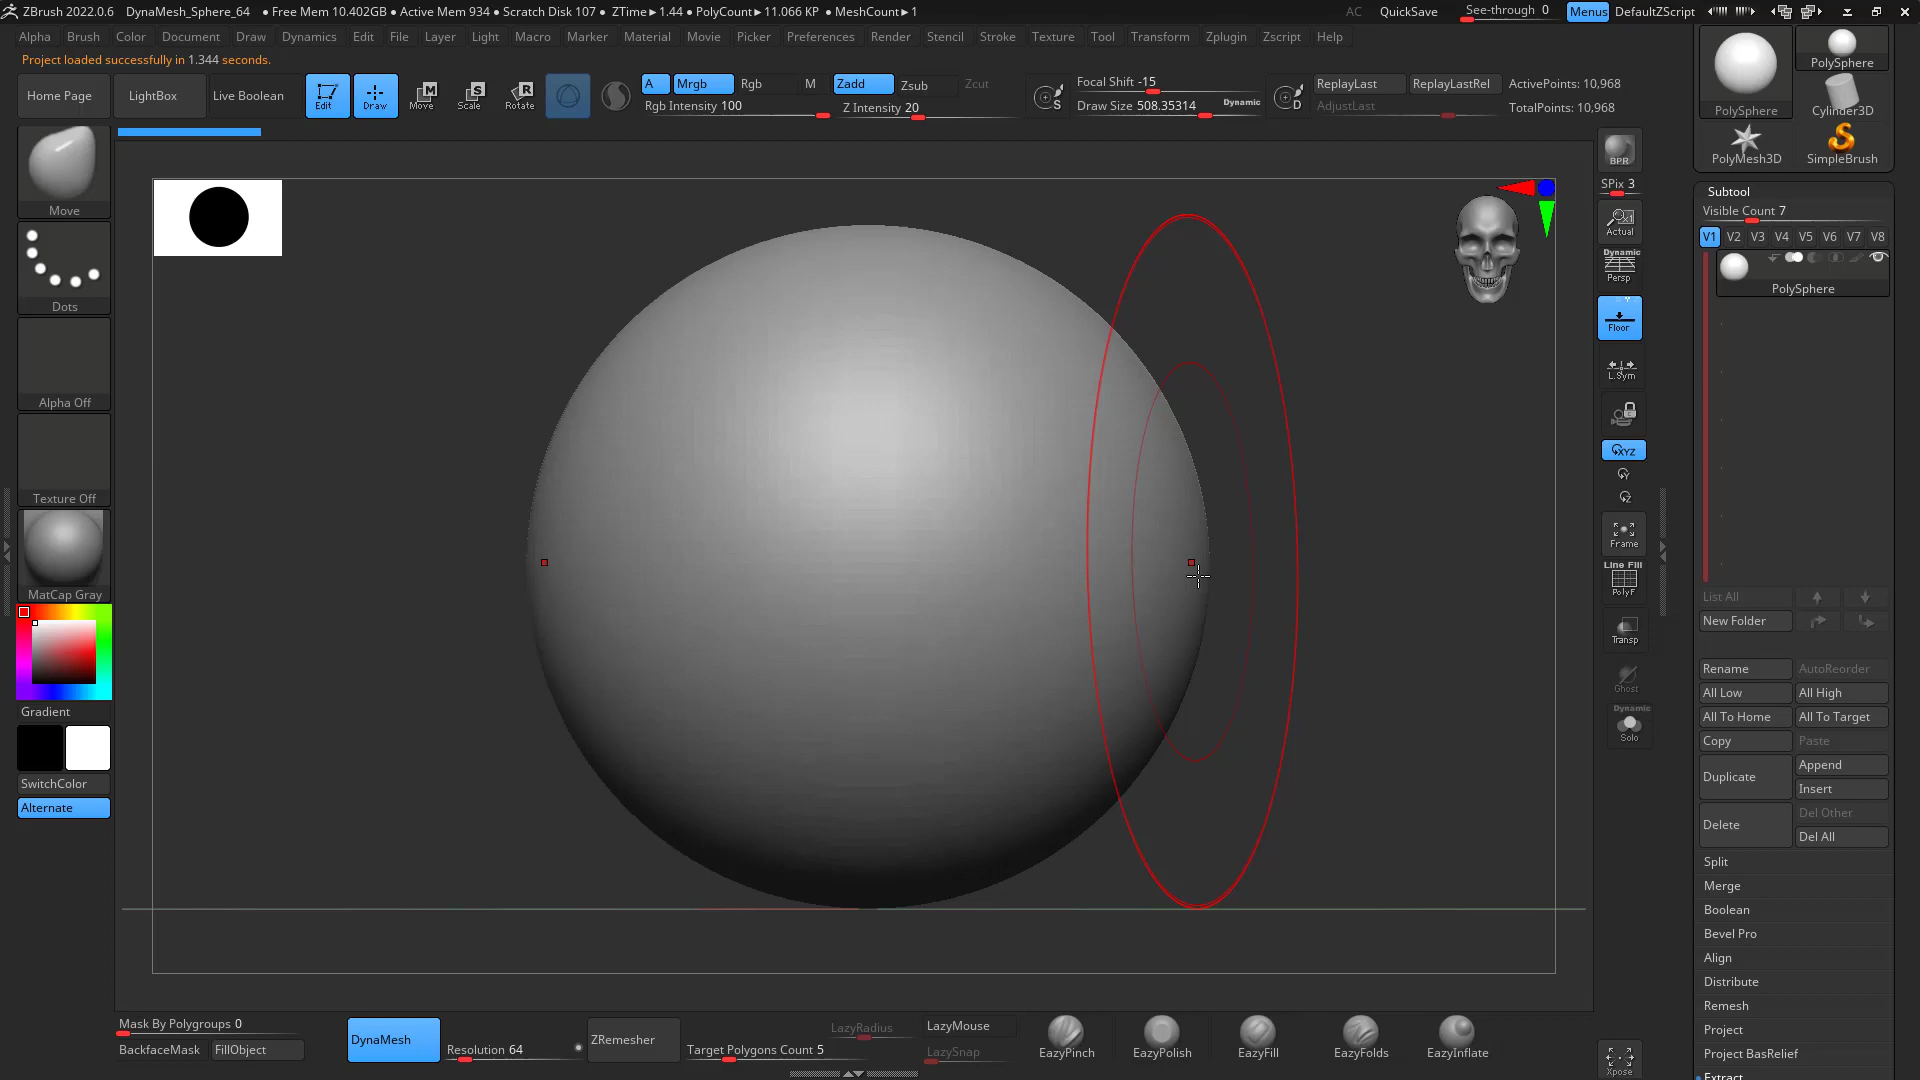 ZBrush 2022.0.6 DynaMesh_Sphere_64 ● Free Mem 10.402GB ● Active Mem 934 ● Scratch Disk 107 ● ZTime►1.44 ● PolyCount►11.066 KP ● MeshCount►1 AC QuickSave See-through 0 Menus DefaultZScript
Alpha Brush Color Document Draw Dynamics Edit File Layer Light Macro Marker Material Movie Picker Preferences Render Stencil Stroke Texture Tool Transform Zplugin Zscript Help
Project loaded successfully in 1.344 seconds.
Home Page LightBox Live Boolean Edit Draw Move Scale Rotate
A Mrgb Rgb M Zadd Zsub Zcut
Rgb Intensity 100 Z Intensity 20
S Focal Shift -15
Draw Size 508.35314 Dynamic
D ReplayLast ReplayLastRel
AdjustLast
ActivePoints: 10,968
TotalPoints: 10,968
Move
Dots
Alpha Off
Texture Off
MatCap Gray
Gradient
SwitchColor
Alternate
BPR
SPix 3
Actual
Dynamic
Persp
Floor
L.Sym
XYZ
Y
Z
Frame
Line Fill
PolyF
Transp
Ghost
Dynamic
Solo
Xpose
PolySphere
PolySphere
Cylinder3D
PolyMesh3D SimpleBrush
Subtool
Visible Count 7
V1 V2 V3 V4 V5 V6 V7 V8
PolySphere
List All
New Folder
Rename AutoReorder
All Low All High
All To Home All To Target
Copy Paste
Duplicate Append
Insert
Delete Del Other
Del All
Split
Merge
Boolean
Bevel Pro
Align
Distribute
Remesh
Project
Project BasRelief
Extract
Mask By Polygroups 0
BackfaceMask FillObject
DynaMesh
Resolution 64
ZRemesher
Target Polygons Count 5
LazyRadius LazyMouse
LazySnap
EazyPinch EazyPolish EazyFill EazyFolds EazyInflate